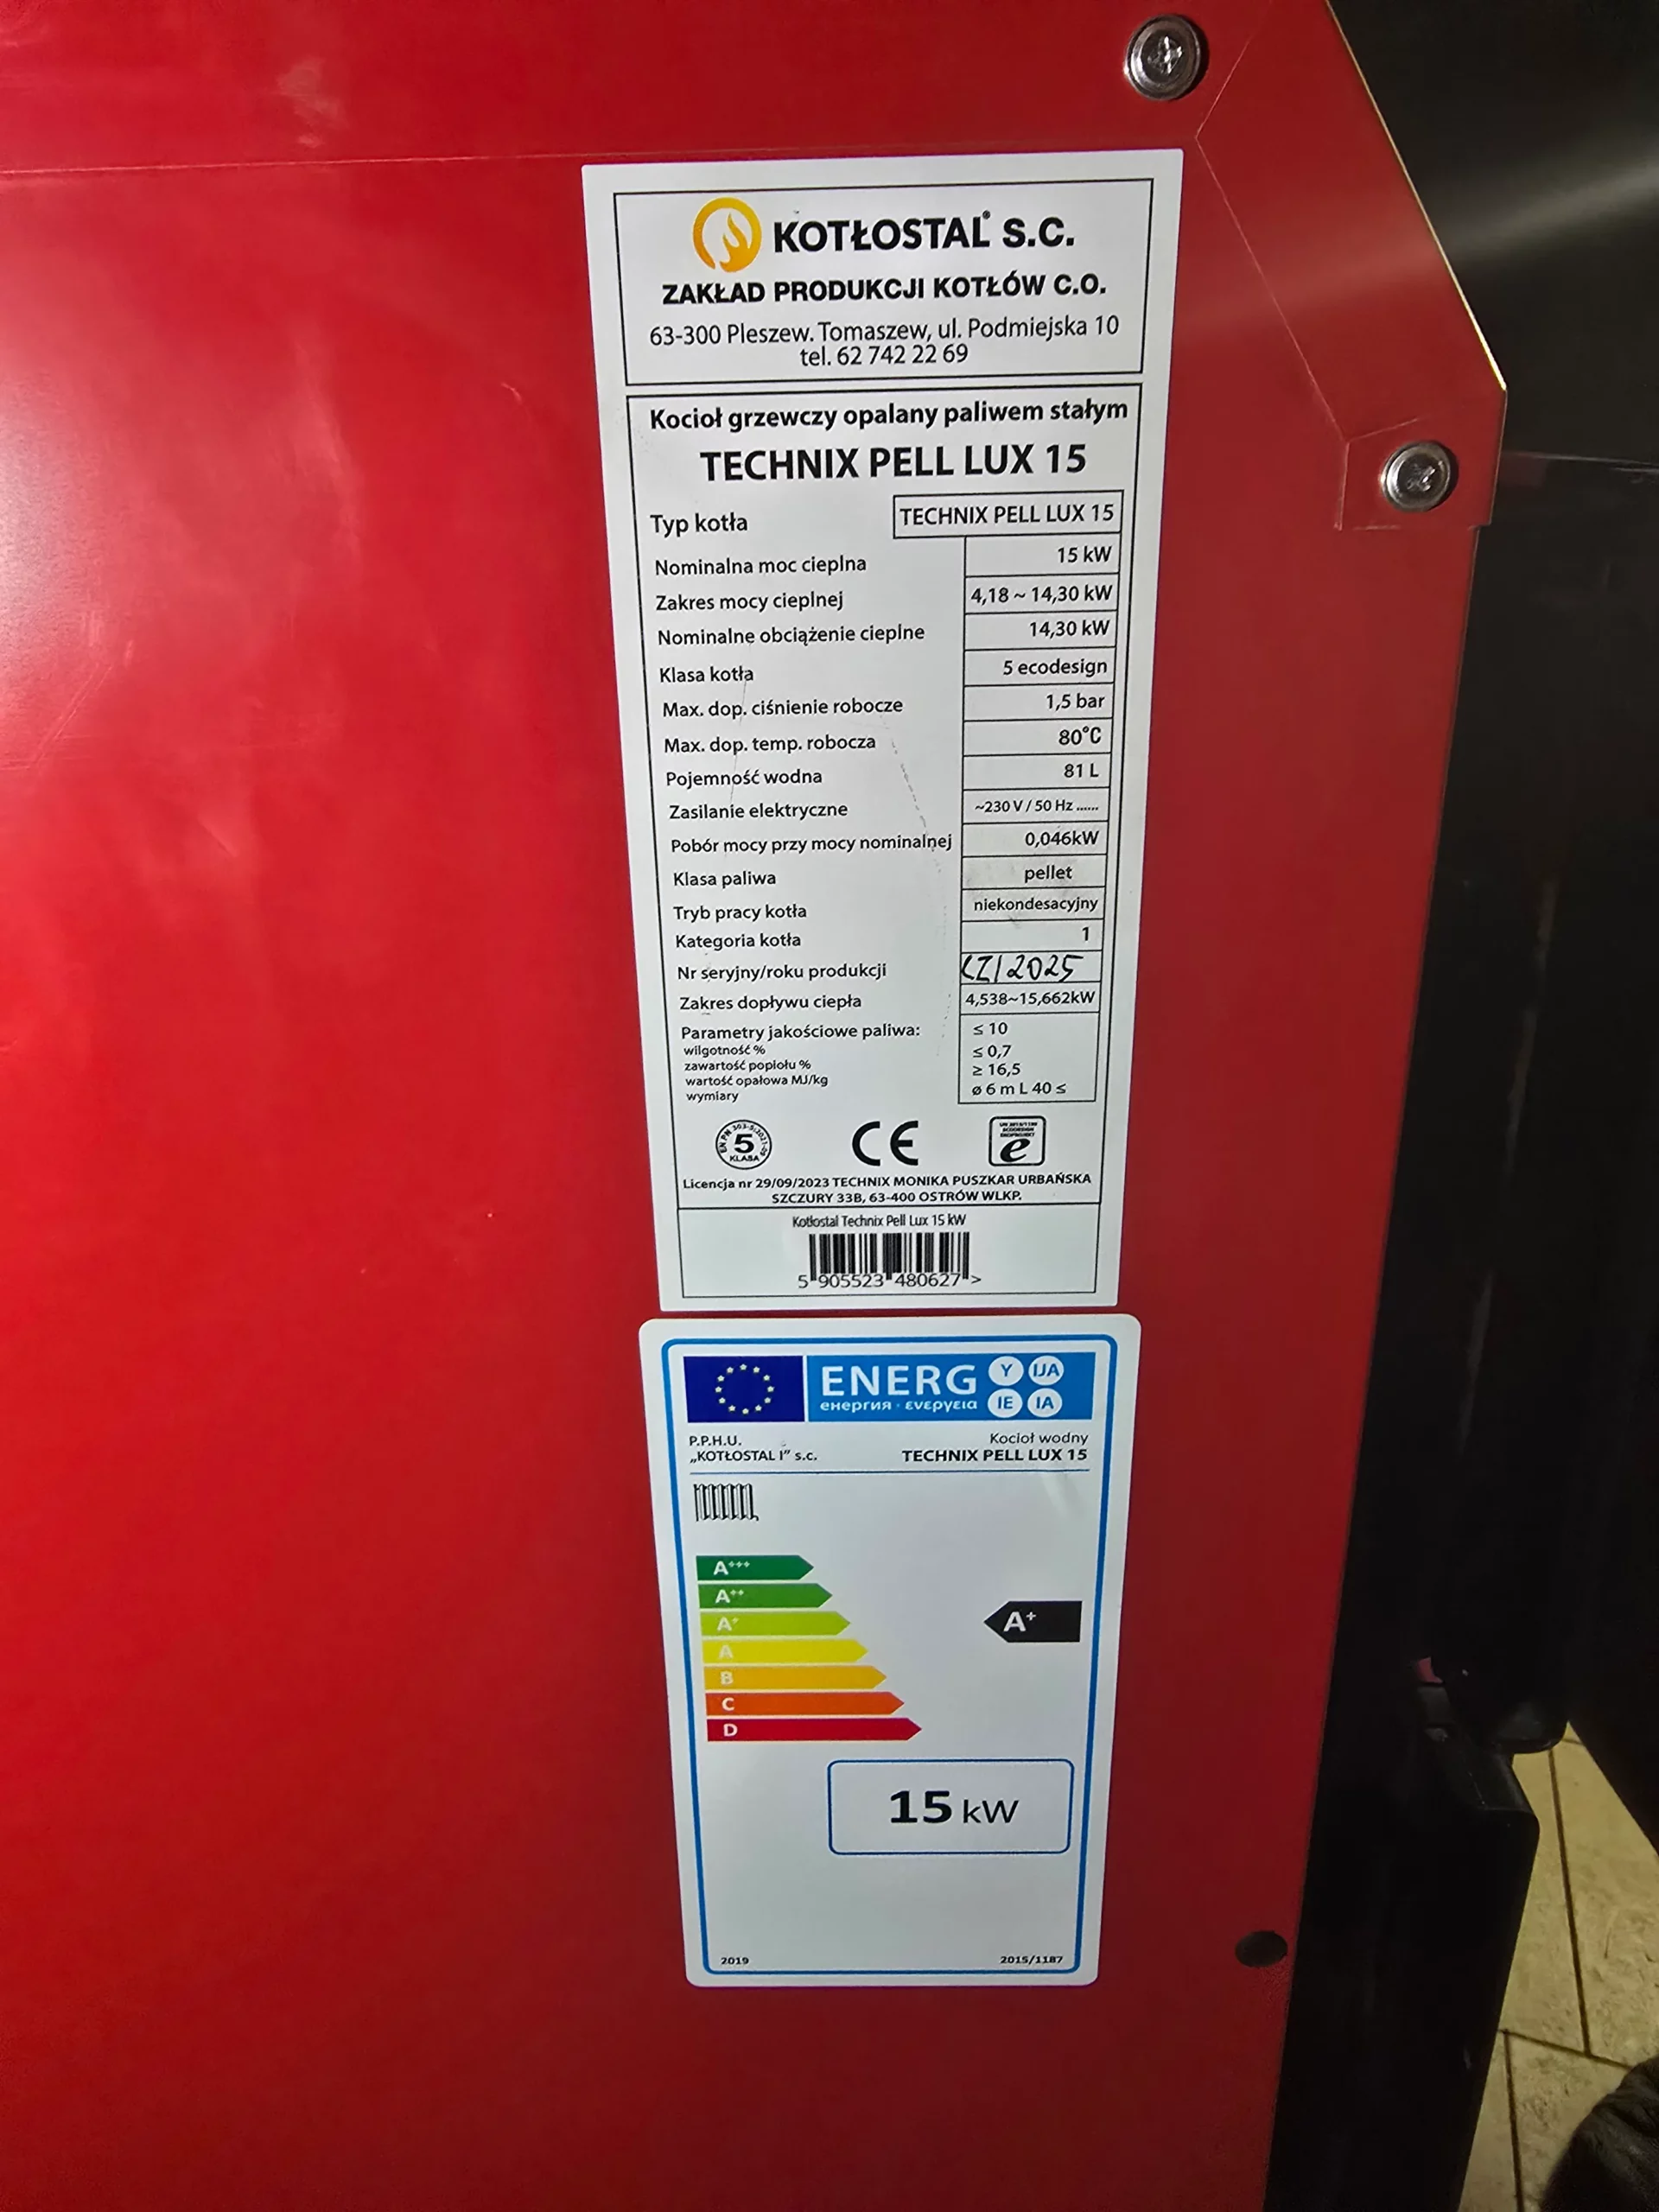 KOTŁOSTAL® S.C.
ZAKŁAD PRODUKCJI KOTŁÓW C.O.
63-300 Pleszew. Tomaszew, ul. Podmiejska 10
tel. 62 742 22 69
Kocioł grzewczy opalany paliwem stałym
TECHNIX PELL LUX 15
Typ kotła TECHNIX PELL LUX 15
Nominalna moc cieplna 15 kW
Zakres mocy cieplnej 4,18 ~ 14,30 kW
Nominalne obciążenie cieplne 14,30 kW
Klasa kotła 5 ecodesign
Max. dop. ciśnienie robocze 1,5 bar
Max. dop. temp. robocza 80°C
Pojemność wodna 81 L
Zasilanie elektryczne ~230 V / 50 Hz ......
Pobór mocy przy mocy nominalnej 0,046kW
Klasa paliwa pellet
Tryb pracy kotła niekondesacyjny
Kategoria kotła 1
Nr seryjny/roku produkcji /2025
Zakres dopływu ciepła 4,538~15,662kW
Parametry jakościowe paliwa: ≤ 10
wilgotność % ≤ 0,7
zawartość popiołu % ≥ 16,5
wartość opałowa MJ/kg ø 6 m L 40 ≤
wymiary
5
KLASA
CE
e
Licencja nr 29/09/2023 TECHNIX MONIKA PUSZKAR URBAŃSKA
SZCZURY 33B, 63-400 OSTRÓW WLKP.
Kotłostal Technix Pell Lux 15 kW
5 905523 480627 >
ENERG Y IJA
енергия · ενεργεια IE IA
P.P.H.U. Kocioł wodny
„KOTŁOSTAL I” s.c. TECHNIX PELL LUX 15
A+++
A++
A+ A+
A
B
C
D
15 kW
2019 2015/1187